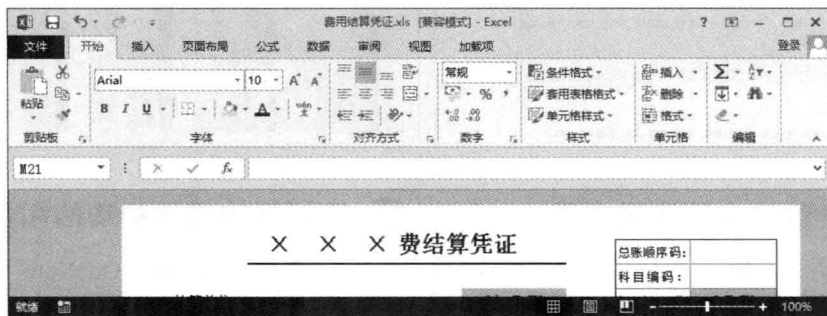 费用结算凭证.xls [兼容模式] - Excel
文件 开始 插入 页面布局 公式 数据 审阅 视图 加载项 登录
粘贴 Arial 10 A A 常规 条件格式 插入 Σ
B I U A % 套用表格格式 删除
单元格样式 格式
剪贴板 字体 对齐方式 数字 样式 单元格 编辑
M21 fx
× × × 费结算凭证
总账顺序码:
科目编码:
就绪 100%